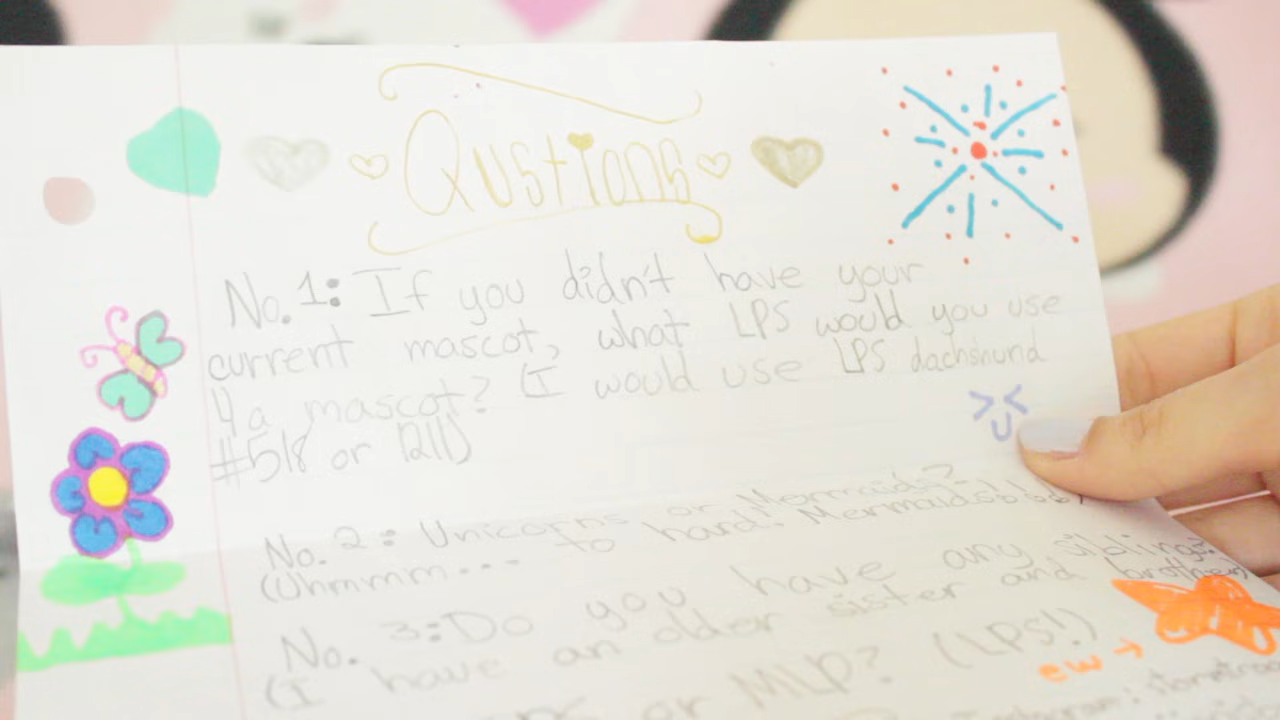 Qustions
No. 1: If you didn't have your
current mascot, what LPS would you use
4 a mascot? (I would use LPS dachshund
#518 or 1211)
No. 2: Unicorns or Mermaids?
(Uhmmm... to hard! Mermaids
No. 3: Do you have any siblings
(I have an older sister and brother)
or MLP? (LPS!)
ew →